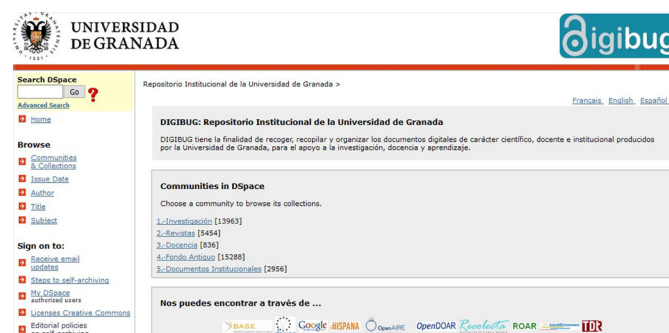 UNIVERSIDAD
DE GRANADA
Digibug
Search DSpace
Go ?
Advanced Search
Home
Browse
Communities
& Collections
Issue Date
Author
Title
Subject
Sign on to:
Receive email
updates
Steps to self-archiving
My DSpace
authorized users
Licenses Creative Commons
Editorial policies
on self-archiving
Repositorio Institucional de la Universidad de Granada >
Français English Español
DIGIBUG: Repositorio Institucional de la Universidad de Granada
DIGIBUG tiene la finalidad de recoger, recopilar y organizar los documentos digitales de carácter científico, docente e institucional producidos
por la Universidad de Granada, para el apoyo a la investigación, docencia y aprendizaje.
Communities in DSpace
Choose a community to browse its collections.
1.-Investigación [13963]
2.-Revistas [5454]
3.-Docencia [836]
4.-Fondo Antiguo [15288]
5.-Documentos Institucionales [2956]
Nos puedes encontrar a través de ...
BASE Google HISPANA OpenAIRE OpenDOAR Recolecta ROAR TDR